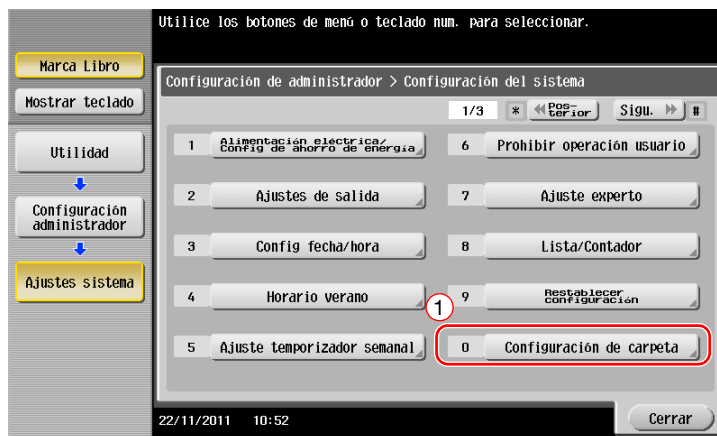 Utilice los botones de menú o teclado num. para seleccionar.
Marca Libro
Mostrar teclado
Utilidad
Configuración
administrador
Ajustes sistema
Configuración de administrador > Configuración del sistema
1/3
*
Pos-
terior
Sigu.
#
1
Alimentación eléctrica/
Config de ahorro de energía
6
Prohibir operación usuario
2
Ajustes de salida
7
Ajuste experto
3
Config fecha/hora
8
Lista/Contador
4
Horario verano
1
9
Restablecer
configuración
5
Ajuste temporizador semanal
0
Configuración de carpeta
22/11/2011 10:52
Cerrar